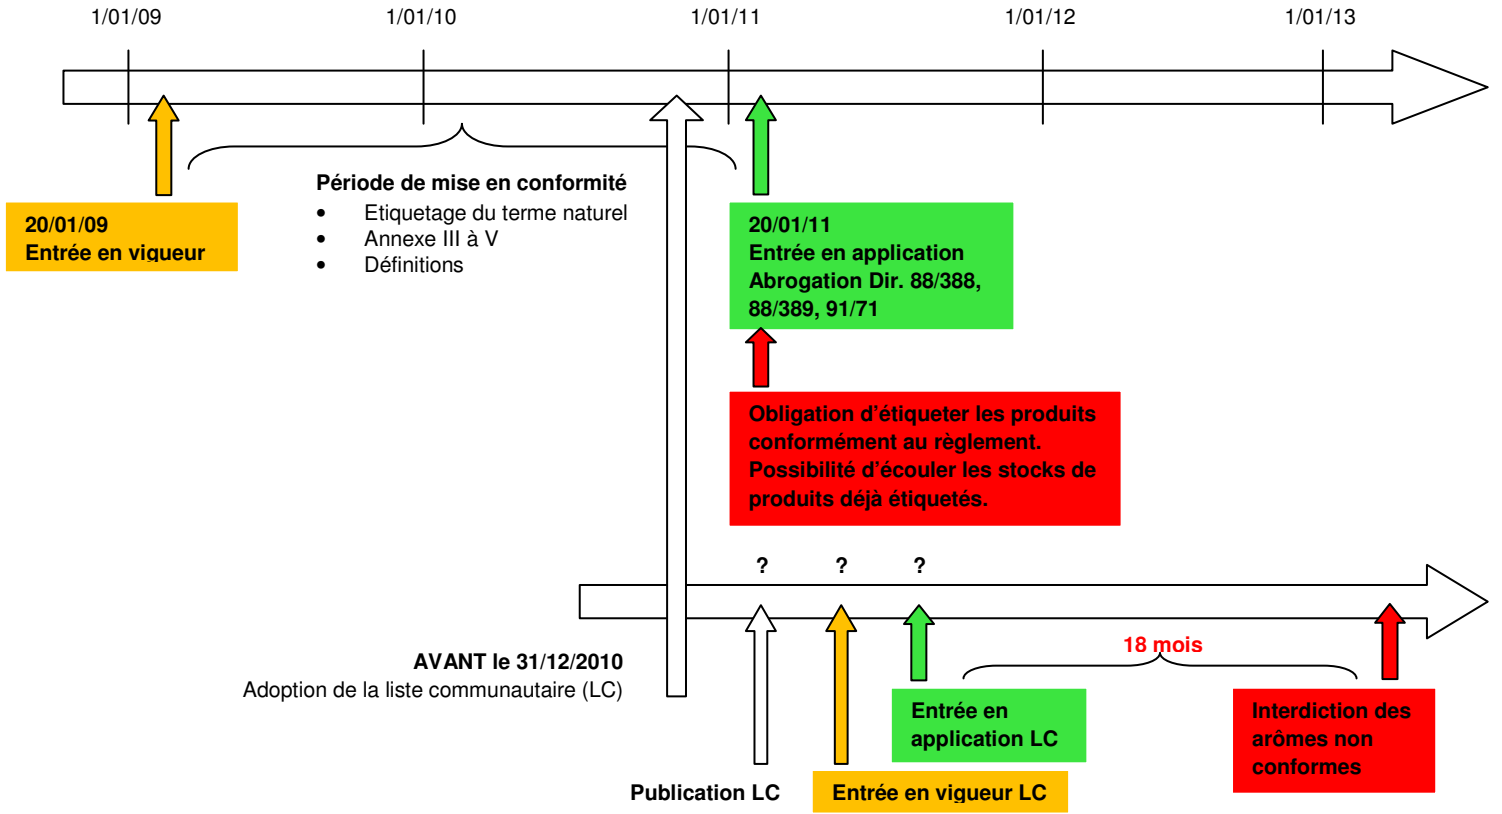 1/01/09
1/01/10
1/01/11
1/01/12
1/01/13
20/01/09
Entrée en vigueur
Période de mise en conformité
• Etiquetage du terme naturel
• Annexe III à V
• Définitions
20/01/11
Entrée en application
Abrogation Dir. 88/388,
88/389, 91/71
Obligation d'étiqueter les produits
conformément au règlement.
Possibilité d'écouler les stocks de
produits déjà étiquetés.
?
?
?
AVANT le 31/12/2010
Adoption de la liste communautaire (LC)
18 mois
Publication LC
Entrée en vigueur LC
Entrée en
application LC
Interdiction des
arômes non
conformes